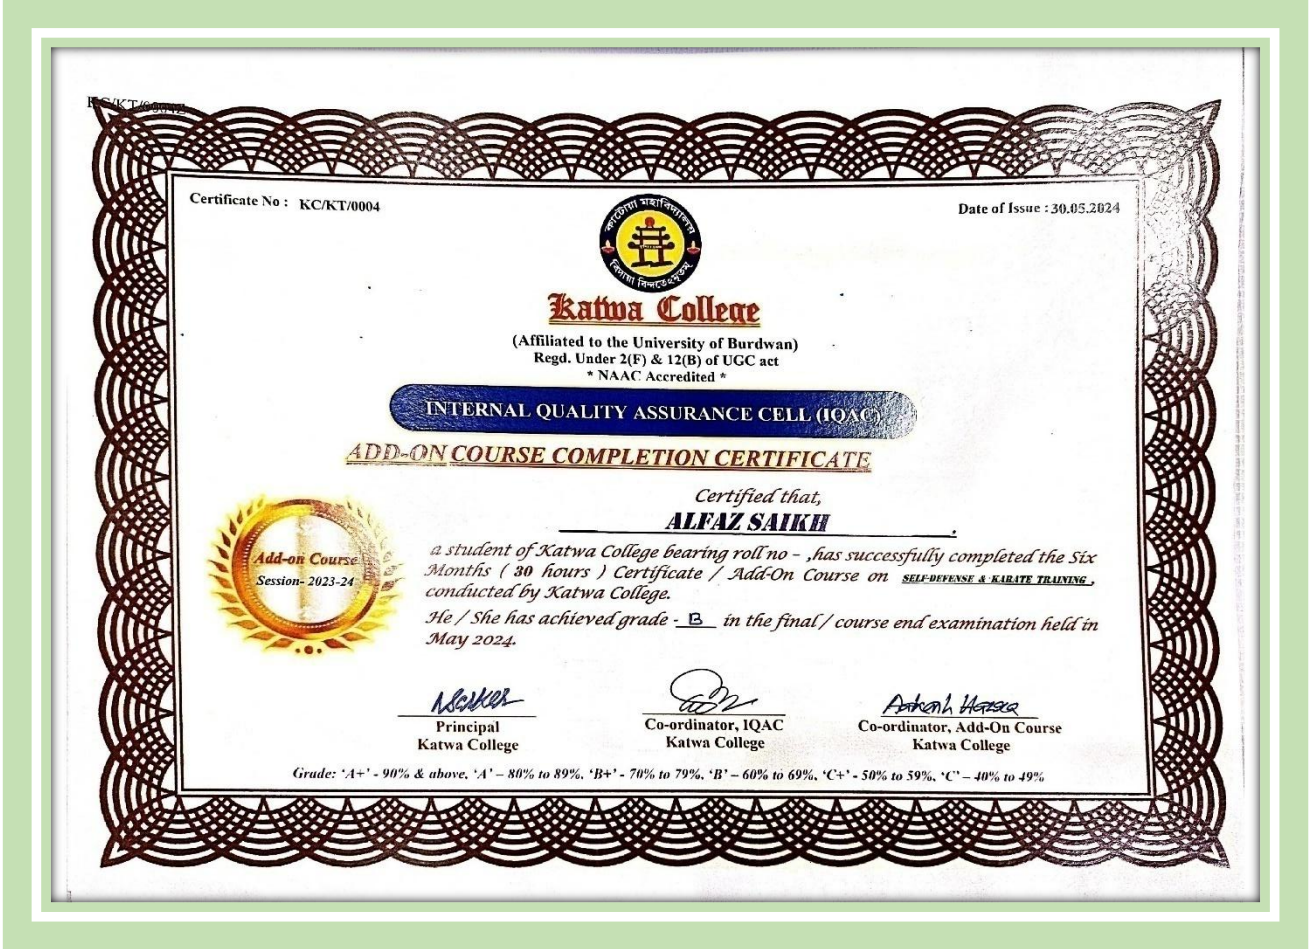 Certificate No : KC/KT/0004
Date of Issue : 30.05.2024
কাটোয়া মহাবিদ্যালয়
Katwa College
(Affiliated to the University of Burdwan)
Regd. Under 2(F) & 12(B) of UGC act
* NAAC Accredited *
INTERNAL QUALITY ASSURANCE CELL (IQAC)
ADD-ON COURSE COMPLETION CERTIFICATE
Certified that,
ALFAZ SAIKH .
Add-on Course
Session- 2023-24
a student of Katwa College bearing roll no – ,has successfully completed the Six
Months ( 30 hours ) Certificate / Add-On Course on SELF-DEFENSE & KARATE TRAINING ,
conducted by Katwa College.
He / She has achieved grade - B in the final / course end examination held in
May 2024.
Principal
Katwa College
Co-ordinator, IQAC
Katwa College
Co-ordinator, Add-On Course
Katwa College
Grade: ‘A+’ - 90% & above, ‘A’ – 80% to 89%, ‘B+’ - 70% to 79%, ‘B’ – 60% to 69%, ‘C+’ - 50% to 59%, ‘C’ – 40% to 49%